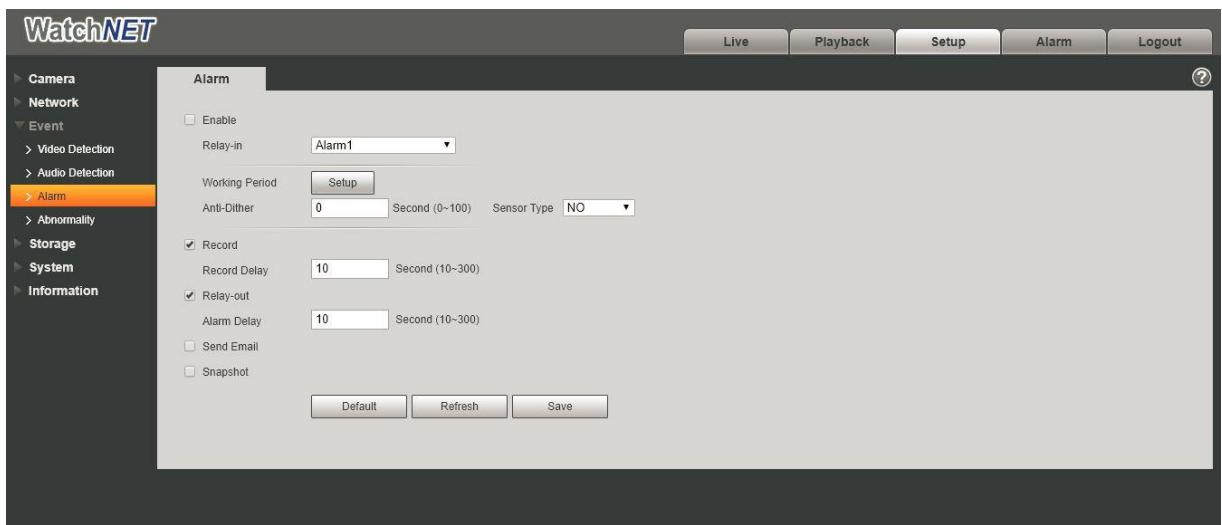 WatchNET
Live Playback Setup Alarm Logout
Camera
Network
Event
Video Detection
Audio Detection
Alarm
Abnormality
Storage
System
Information
Alarm
?
Enable
Relay-in Alarm1
Working Period Setup
Anti-Dither 0 Second (0~100) Sensor Type NO
Record
Record Delay 10 Second (10~300)
Relay-out
Alarm Delay 10 Second (10~300)
Send Email
Snapshot
Default Refresh Save